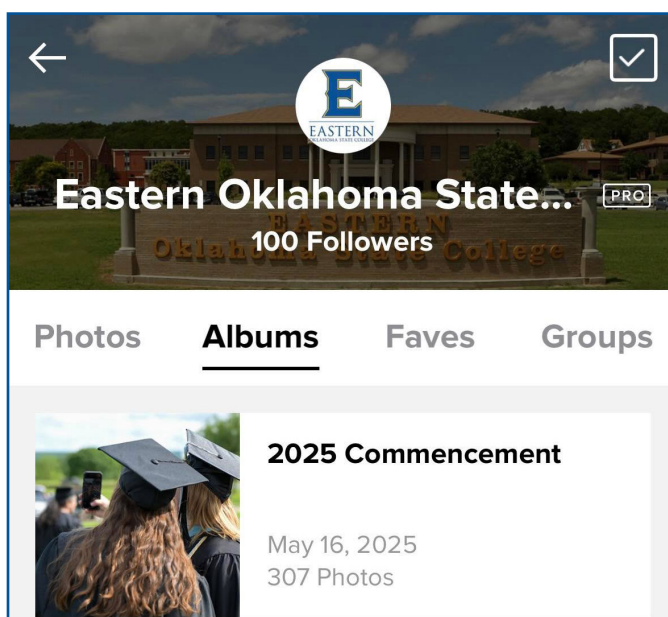 E
EASTERN
OKLAHOMA STATE COLLEGE
Eastern Oklahoma State...
PRO
EASTERN
100 Followers
Oklahoma State College
Photos
Albums
Faves
Groups
2025 Commencement
May 16, 2025
307 Photos